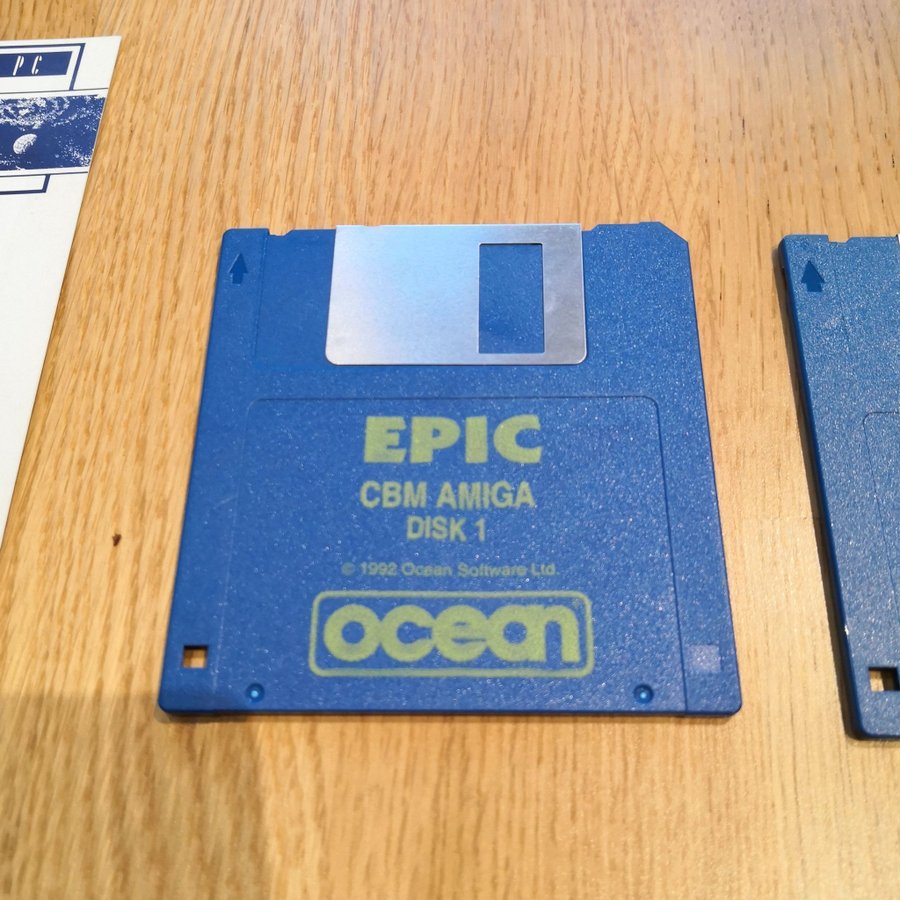 PC
EPIC
CBM AMIGA
DISK 1
© 1992 Ocean Software Ltd.
ocean